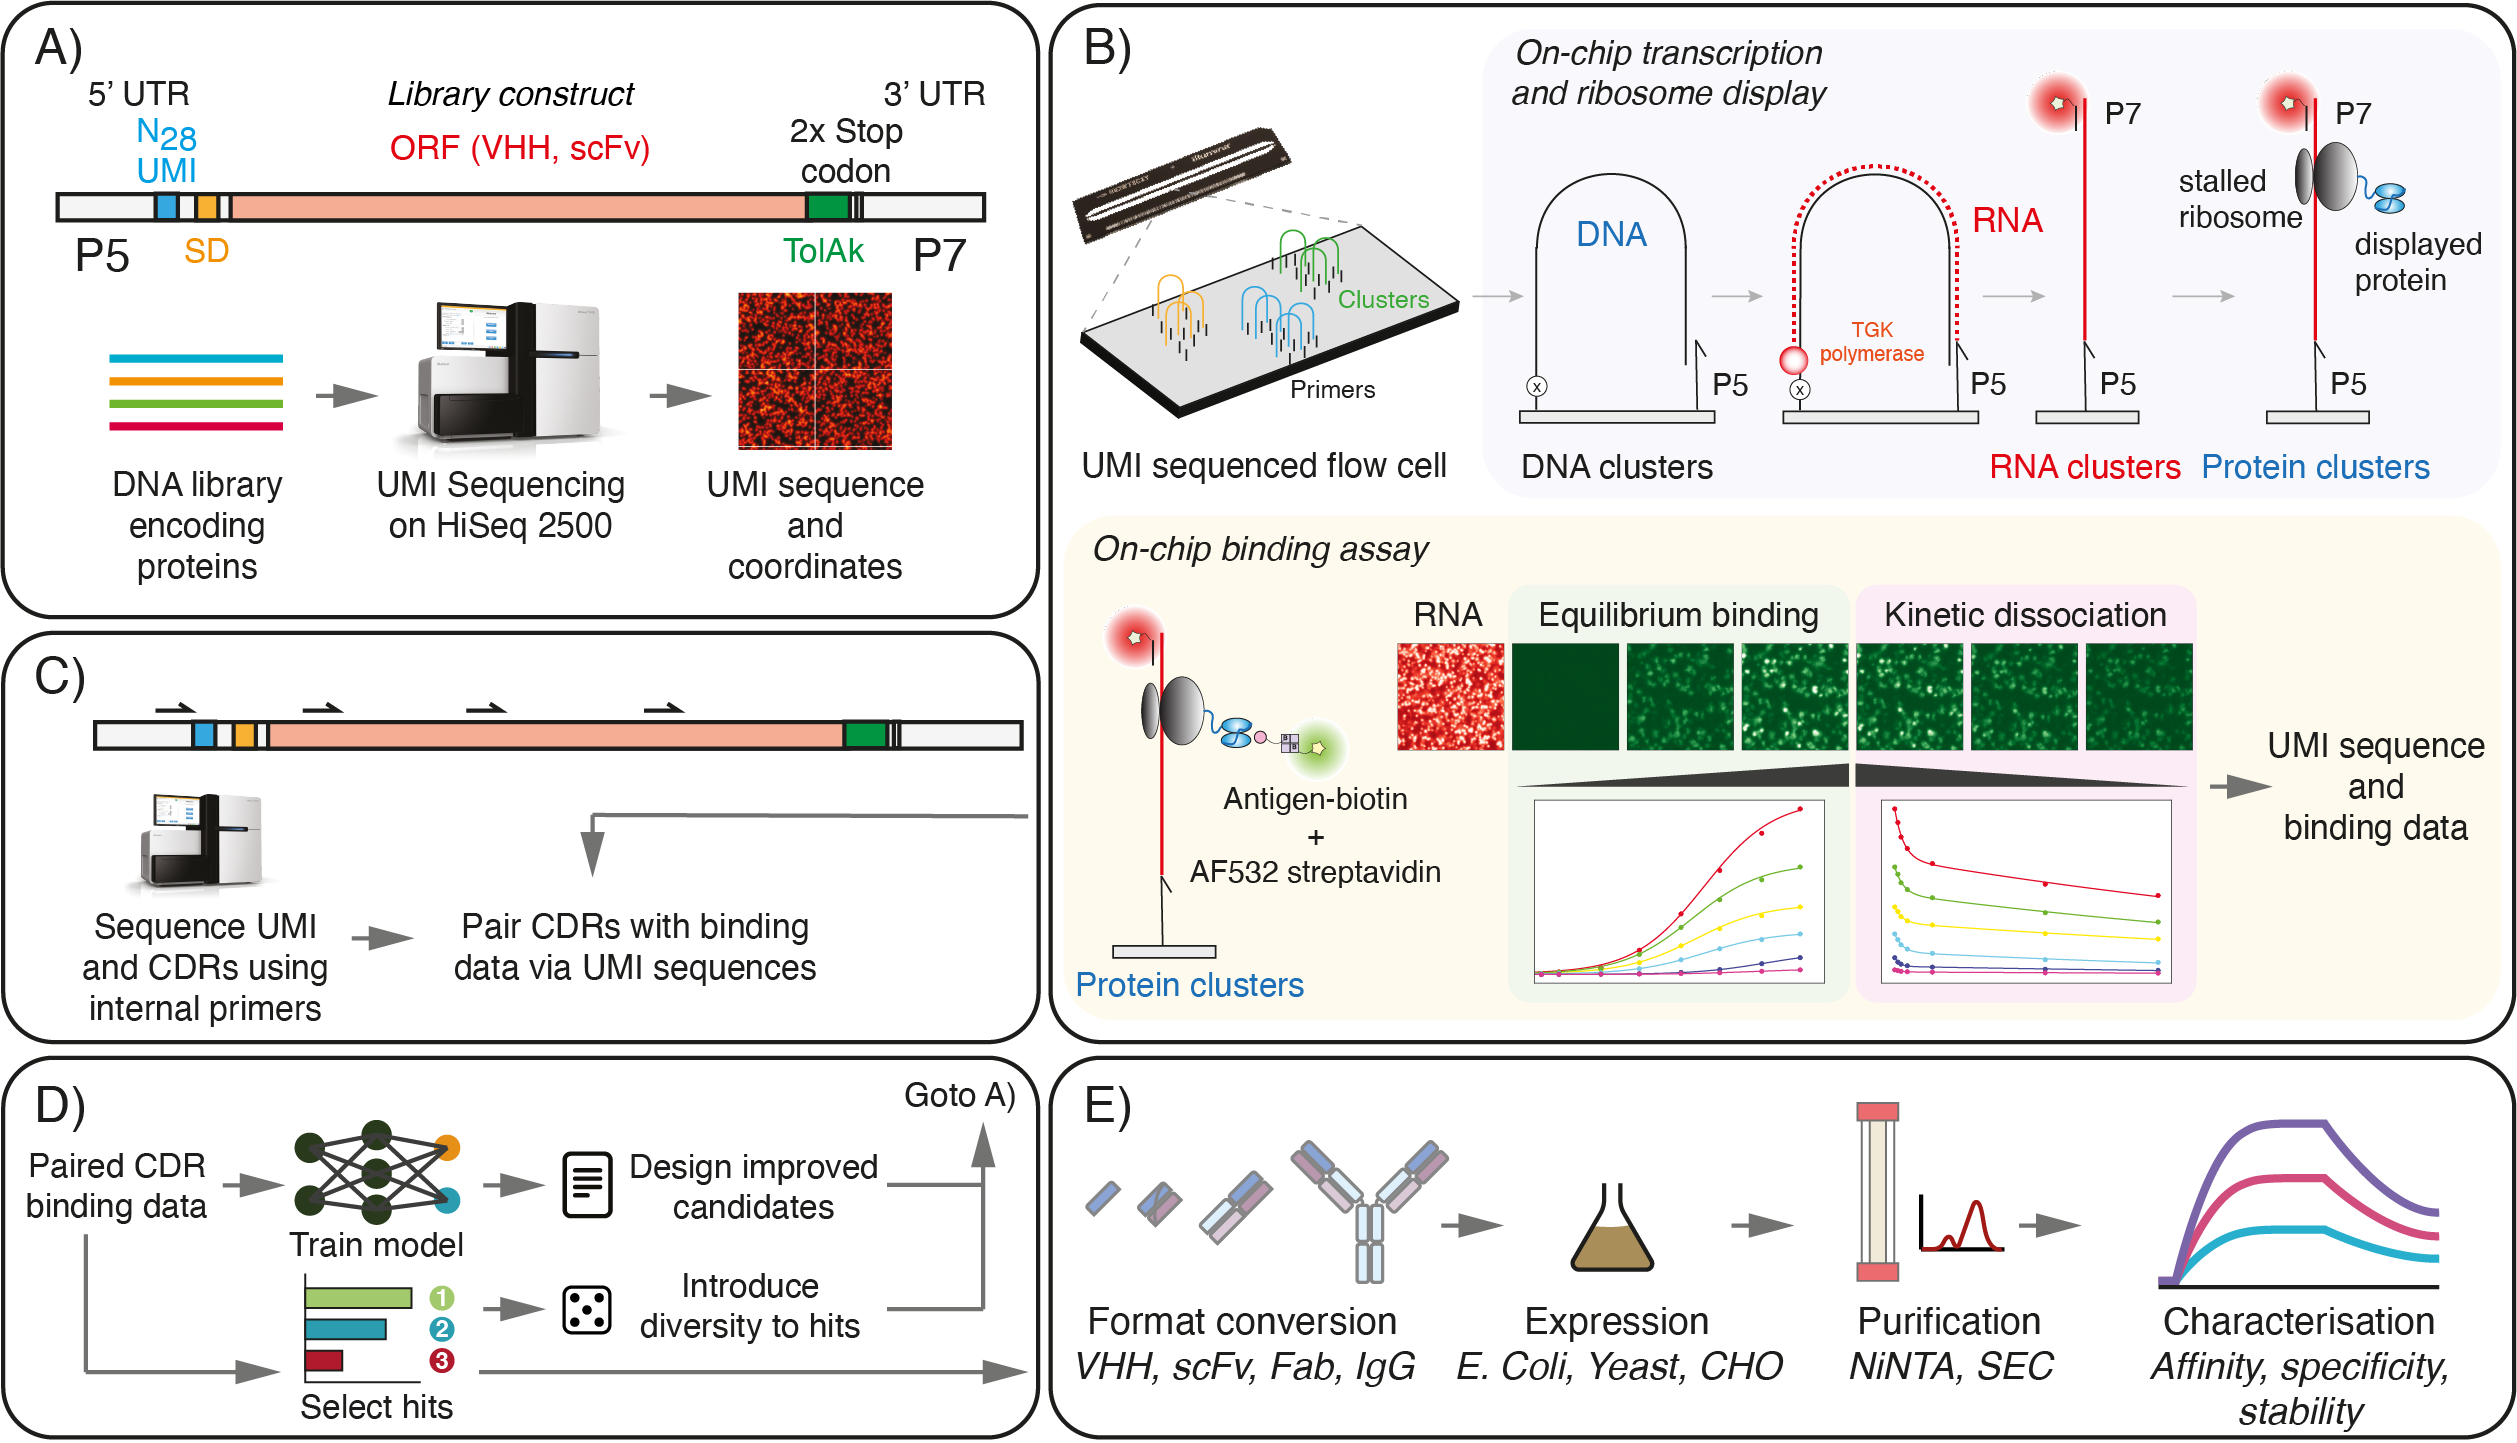 A)
5’ UTR
Library construct
3’ UTR
N28
UMI
ORF (VHH, scFv)
2x Stop
codon
P5
SD
TolAk
P7
DNA library
encoding
proteins
UMI Sequencing
on HiSeq 2500
UMI sequence
and
coordinates
B)
On-chip transcription
and ribosome display
illumina
Clusters
Primers
UMI sequenced flow cell
DNA
X
P5
DNA clusters
TGK
polymerase
X
P5
RNA
P7
P5
RNA clusters
P7
stalled
ribosome
displayed
protein
P5
Protein clusters
On-chip binding assay
B
B
Antigen-biotin
+
AF532 streptavidin
Protein clusters
RNA
Equilibrium binding
Kinetic dissociation
UMI sequence
and
binding data
C)
Sequence UMI
and CDRs using
internal primers
Pair CDRs with binding
data via UMI sequences
D)
Goto A)
Paired CDR
binding data
Train model
Design improved
candidates
1
2
3
Select hits
Introduce
diversity to hits
E)
Format conversion
VHH, scFv, Fab, IgG
Expression
E. Coli, Yeast, CHO
Purification
NiNTA, SEC
Characterisation
Affinity, specificity,
stability